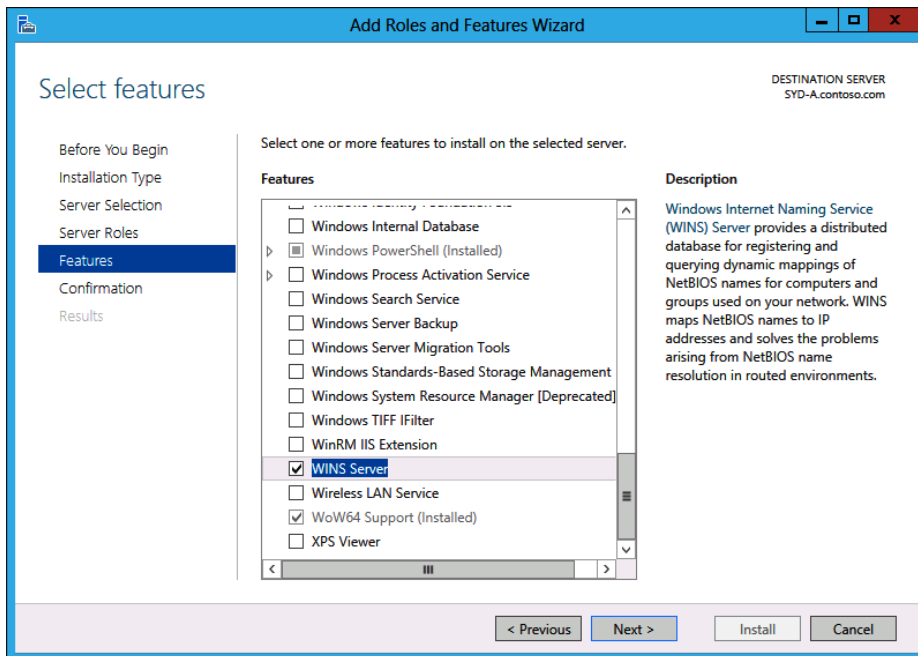 Add Roles and Features Wizard
Select features
DESTINATION SERVER
SYD-A.contoso.com
Before You Begin
Installation Type
Server Selection
Server Roles
Features
Confirmation
Results
Select one or more features to install on the selected server.
Features
Windows Internal Database
Windows PowerShell (Installed)
Windows Process Activation Service
Windows Search Service
Windows Server Backup
Windows Server Migration Tools
Windows Standards-Based Storage Management
Windows System Resource Manager [Deprecated]
Windows TIFF IFilter
WinRM IIS Extension
WINS Server
Wireless LAN Service
WoW64 Support (Installed)
XPS Viewer
Description
Windows Internet Naming Service
(WINS) Server provides a distributed
database for registering and
querying dynamic mappings of
NetBIOS names for computers and
groups used on your network. WINS
maps NetBIOS names to IP
addresses and solves the problems
arising from NetBIOS name
resolution in routed environments.
< Previous
Next >
Install
Cancel